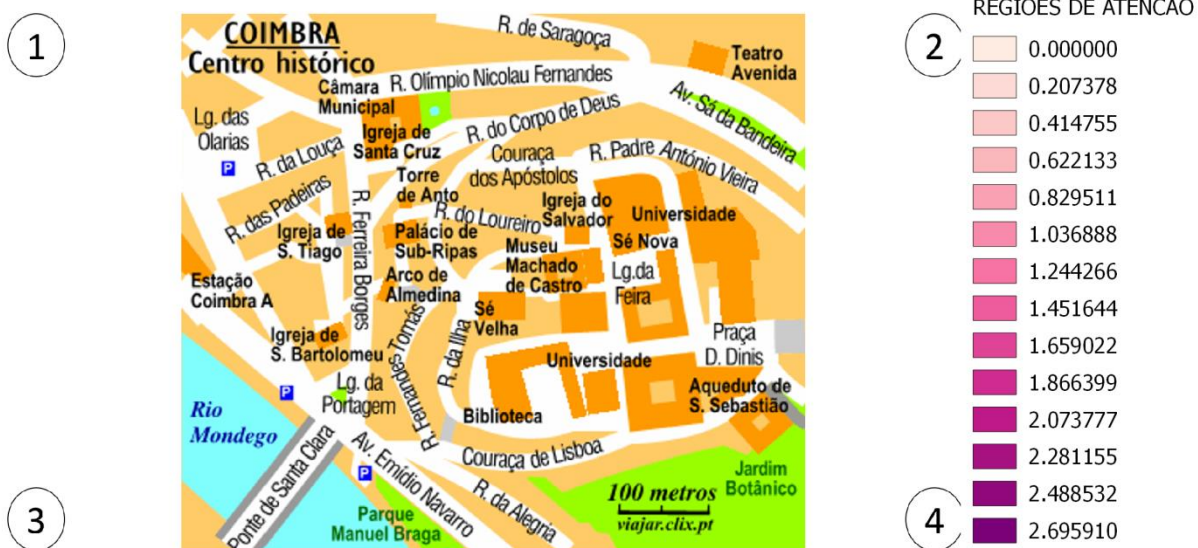 1
2
3
4
COIMBRA
Centro histórico
R. de Saragoça
Teatro
Avenida
R. Olímpio Nicolau Fernandes
Câmara
Municipal
Av. Sá da Bandeira
Lg. das
Olarias
P
R. da Louça
Igreja de
Santa Cruz
R. do Corpo de Deus
Couraça
dos Apóstolos
R. Padre António Vieira
Torre
de Anto
R. das Padeiras
R. Ferreira Borges
R. do Loureiro
Igreja do
Salvador
Universidade
Igreja de
S. Tiago
Palácio de
Sub-Ripas
Museu
Machado
de Castro
Sé Nova
Lg.da
Feira
Estação
Coimbra A
Arco de
Almedina
Sé
Velha
Igreja de
S. Bartolomeu
R. Fernandes Tomás
R. da Ilha
Universidade
Praça
D. Dinis
P
Lg. da
Portagem
Biblioteca
Aqueduto de
S. Sebastião
Rio
Mondego
Couraça de Lisboa
Ponte de Santa Clara
P
Av. Emídio Navarro
R. da Alegria
Jardim
Botânico
Parque
Manuel Braga
100 metros
viajar.clix.pt
REGIOES DE ATENCAO
0.000000
0.207378
0.414755
0.622133
0.829511
1.036888
1.244266
1.451644
1.659022
1.866399
2.073777
2.281155
2.488532
2.695910